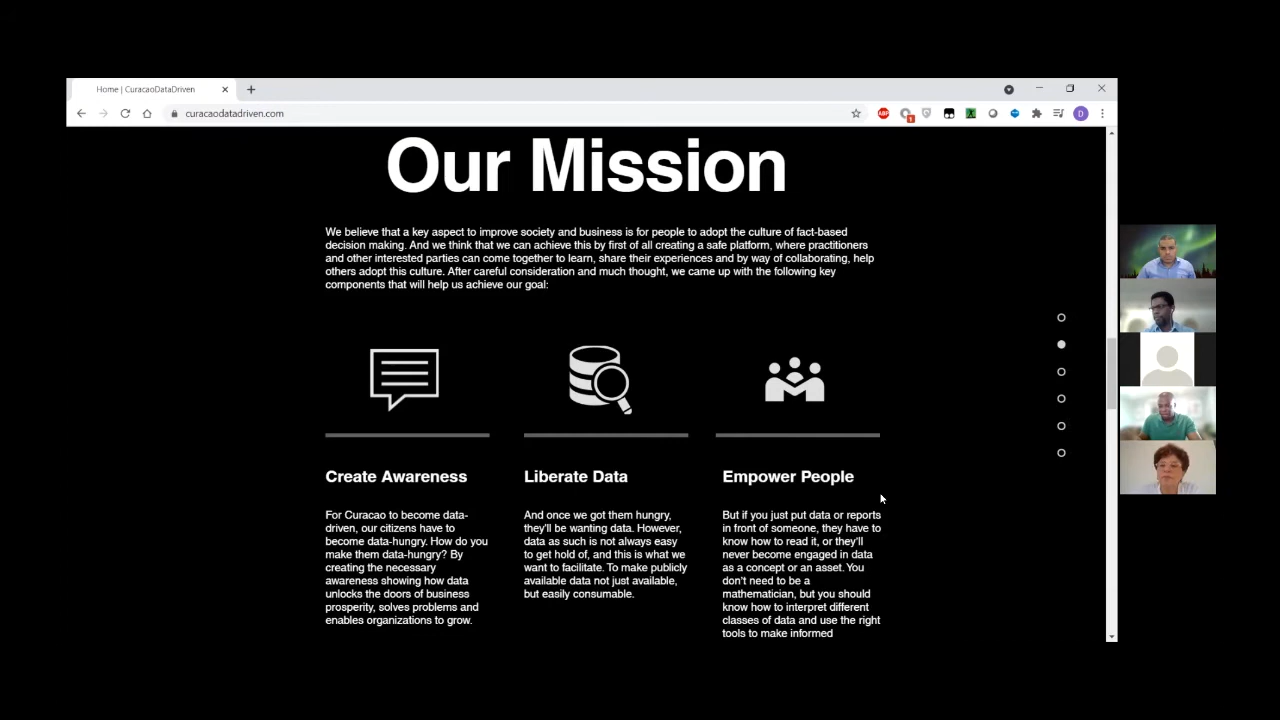 Home | CuracaoDataDriven
curacaodatadriven.com
ABP
1
D
Our Mission
We believe that a key aspect to improve society and business is for people to adopt the culture of fact-based
decision making. And we think that we can achieve this by first of all creating a safe platform, where practitioners
and other interested parties can come together to learn, share their experiences and by way of collaborating, help
others adopt this culture. After careful consideration and much thought, we came up with the following key
components that will help us achieve our goal:
Create Awareness
For Curacao to become data-
driven, our citizens have to
become data-hungry. How do you
make them data-hungry? By
creating the necessary
awareness showing how data
unlocks the doors of business
prosperity, solves problems and
enables organizations to grow.
Liberate Data
And once we got them hungry,
they'll be wanting data. However,
data as such is not always easy
to get hold of, and this is what we
want to facilitate. To make publicly
available data not just available,
but easily consumable.
Empower People
But if you just put data or reports
in front of someone, they have to
know how to read it, or they'll
never become engaged in data
as a concept or an asset. You
don't need to be a
mathematician, but you should
know how to interpret different
classes of data and use the right
tools to make informed